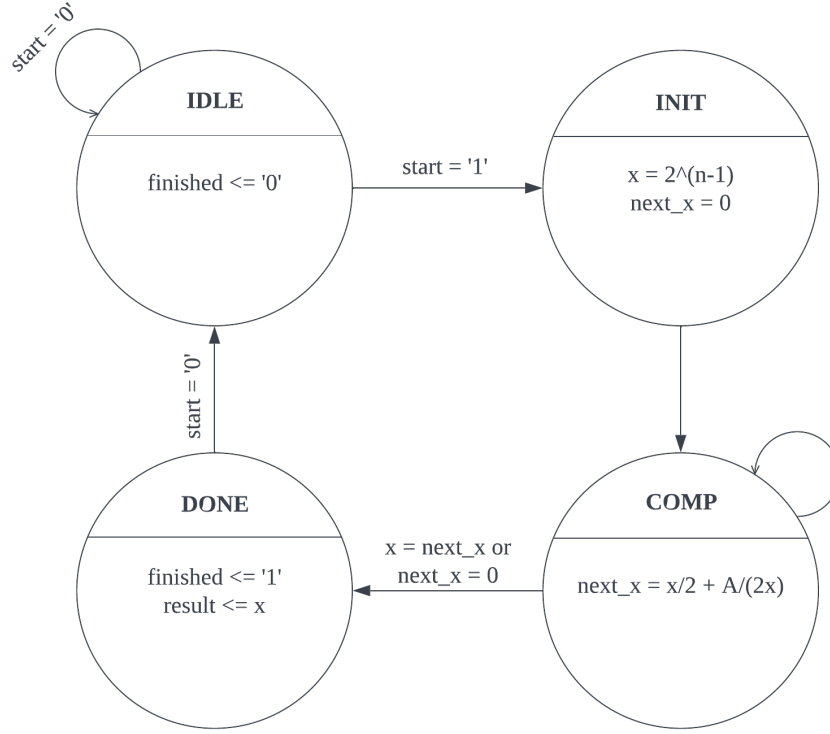 start = '0'
IDLE
finished <= '0'
start = '1'
INIT
x = 2^(n-1)
next_x = 0
start = '0'
DONE
finished <= '1'
result <= x
x = next_x or
next_x = 0
COMP
next_x = x/2 + A/(2x)